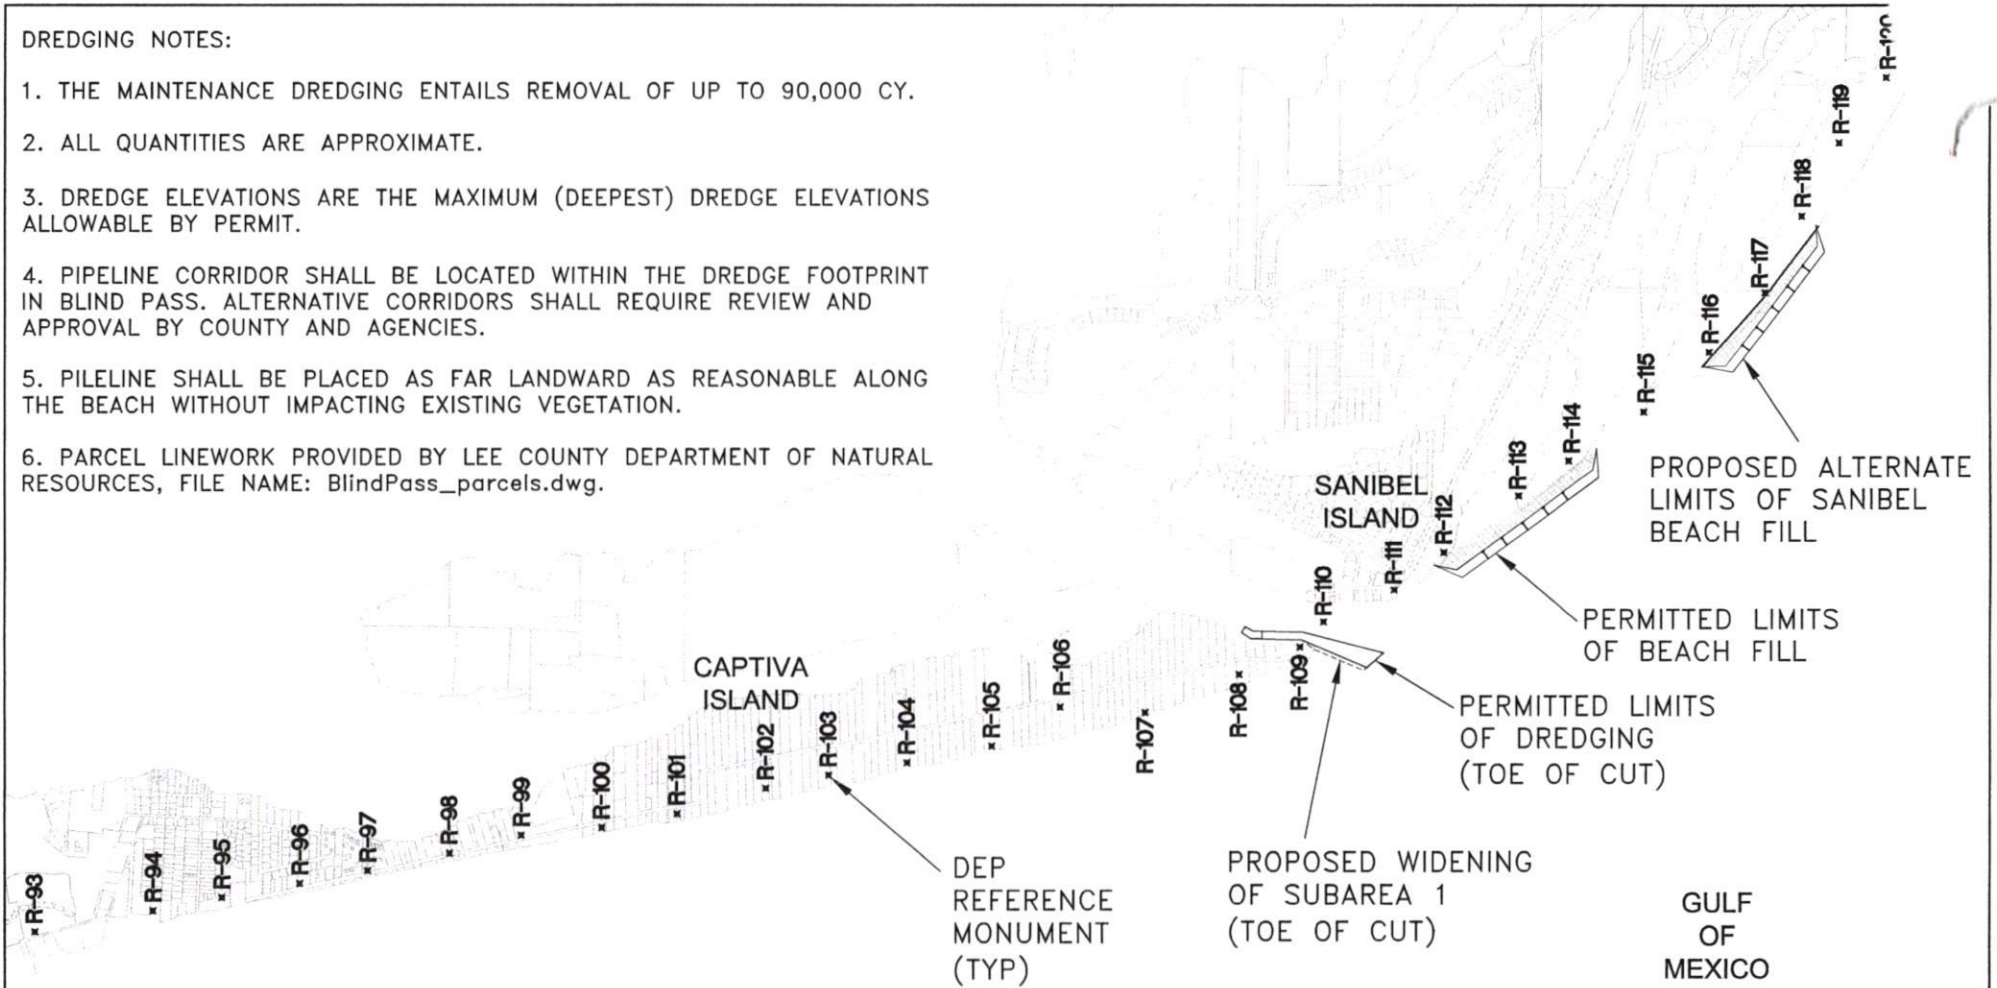 DREDGING NOTES:
1. THE MAINTENANCE DREDGING ENTAILS REMOVAL OF UP TO 90,000 CY.
2. ALL QUANTITIES ARE APPROXIMATE.
3. DREDGE ELEVATIONS ARE THE MAXIMUM (DEEPEST) DREDGE ELEVATIONS
ALLOWABLE BY PERMIT.
4. PIPELINE CORRIDOR SHALL BE LOCATED WITHIN THE DREDGE FOOTPRINT
IN BLIND PASS. ALTERNATIVE CORRIDORS SHALL REQUIRE REVIEW AND
APPROVAL BY COUNTY AND AGENCIES.
5. PILELINE SHALL BE PLACED AS FAR LANDWARD AS REASONABLE ALONG
THE BEACH WITHOUT IMPACTING EXISTING VEGETATION.
6. PARCEL LINEWORK PROVIDED BY LEE COUNTY DEPARTMENT OF NATURAL
RESOURCES, FILE NAME: BlindPass_parcels.dwg.
R-93
R-94
R-95
R-96
R-97
R-98
R-99
R-100
R-101
R-102
R-103
R-104
R-105
R-106
R-107
R-108
R-109
R-110
R-111
R-112
R-113
R-114
R-115
R-116
R-117
R-118
R-119
CAPTIVA
ISLAND
SANIBEL
ISLAND
PROPOSED ALTERNATE
LIMITS OF SANIBEL
BEACH FILL
PERMITTED LIMITS
OF BEACH FILL
PERMITTED LIMITS
OF DREDGING
(TOE OF CUT)
PROPOSED WIDENING
OF SUBAREA 1
(TOE OF CUT)
DEP
REFERENCE
MONUMENT
(TYP)
GULF
OF
MEXICO